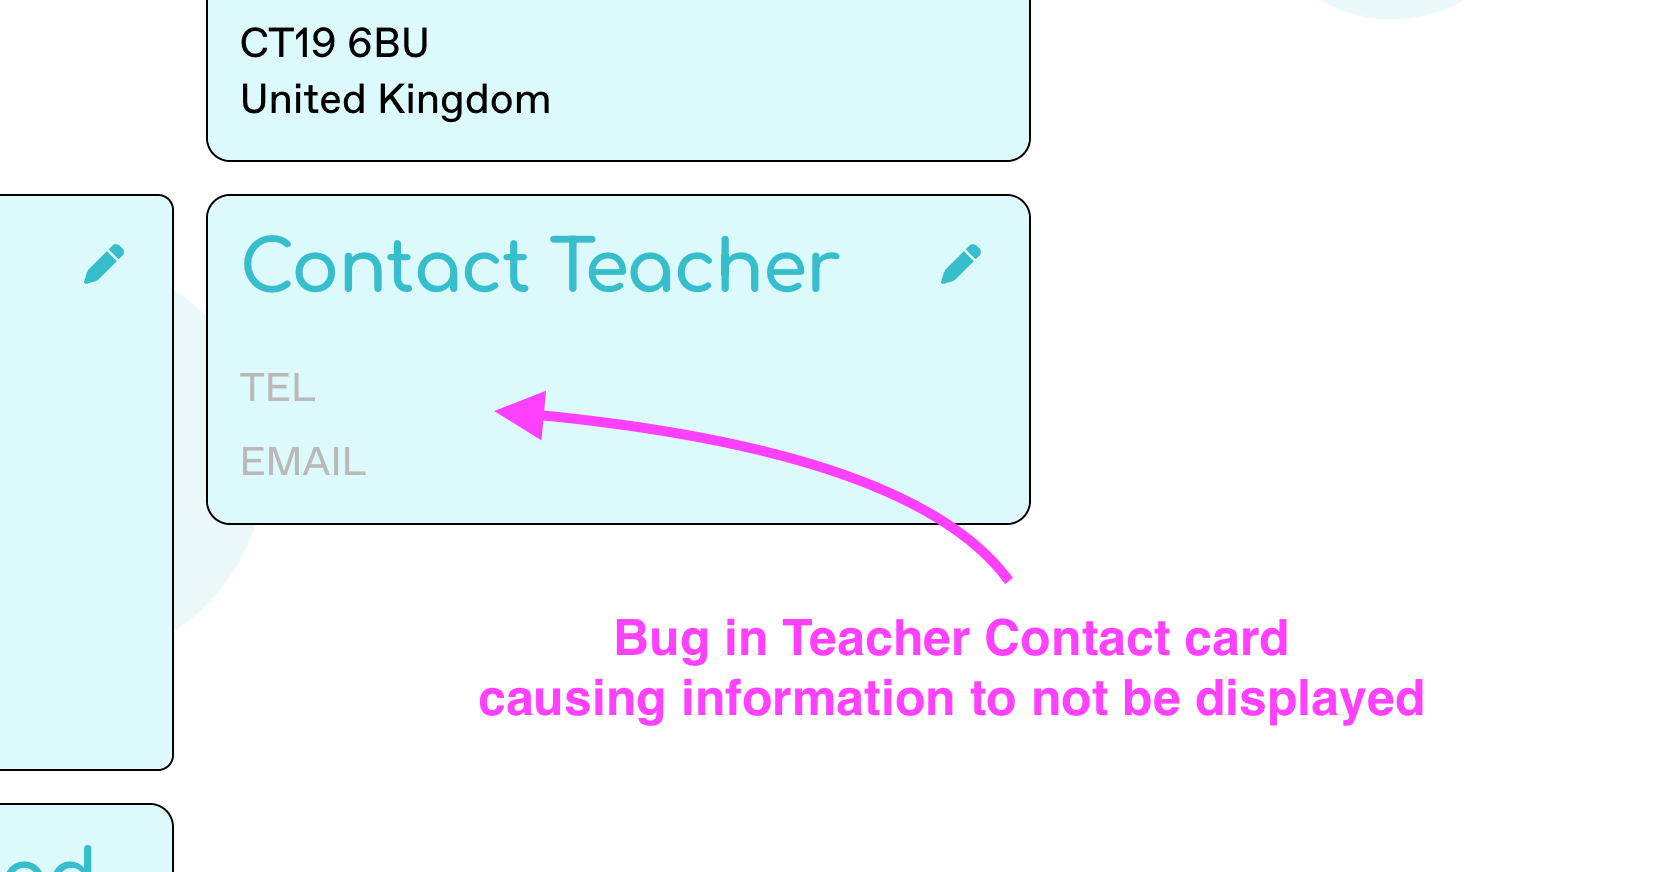 CT19 6BU
United Kingdom
Contact Teacher
TEL
EMAIL
Bug in Teacher Contact card
causing information to not be displayed